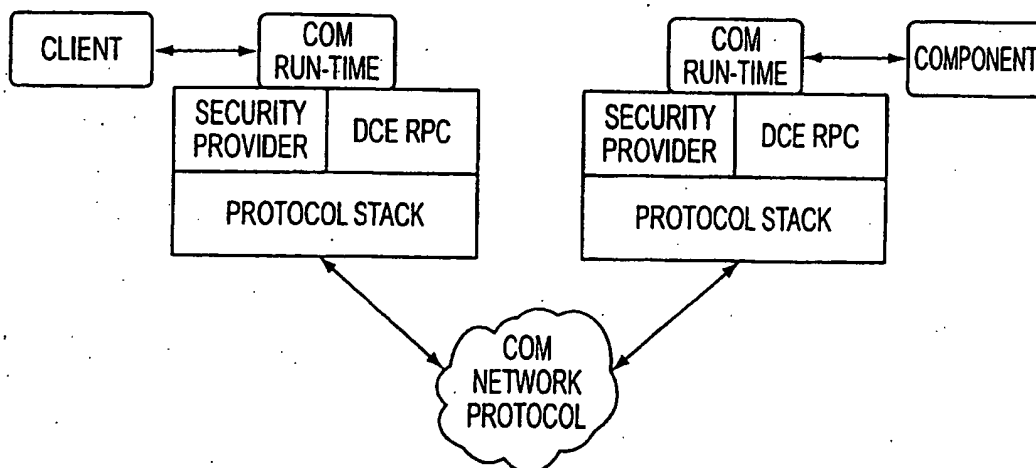 CLIENT
COM
RUN-TIME
SECURITY
PROVIDER
DCE RPC
PROTOCOL STACK
COM
RUN-TIME
COMPONENT
SECURITY
PROVIDER
DCE RPC
PROTOCOL STACK
COM
NETWORK
PROTOCOL